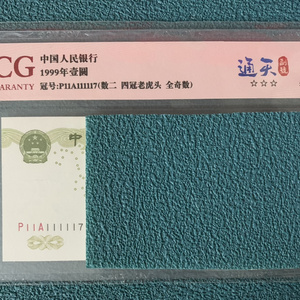 CG
ARRANTY
中国人民银行
1999年壹圆
冠号:P11A111117(数二 四冠老虎头 全奇数)
通天
☆☆☆
中
P11A111117